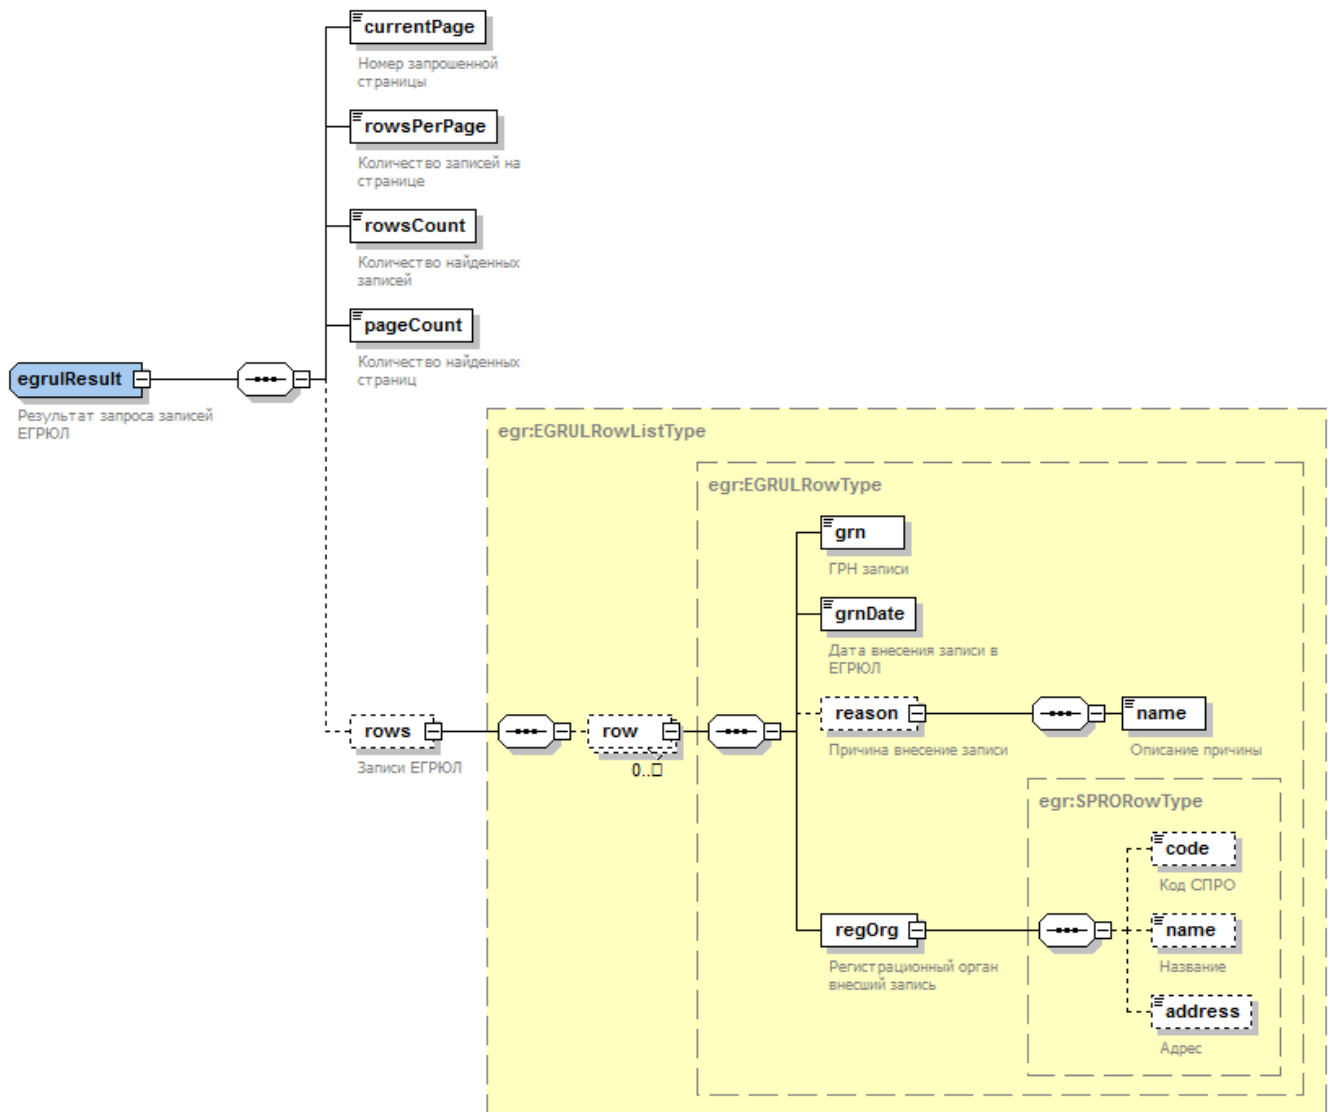 currentPage
Номер запрошенной
страницы
rowsPerPage
Количество записей на
странице
rowsCount
Количество найденных
записей
pageCount
Количество найденных
страниц
egrulResult
Результат запроса записей
ЕГРЮЛ
egr:EGRULRowListType
egr:EGRULRowType
grn
ГРН записи
grnDate
Дата внесения записи в
ЕГРЮЛ
rows
Записи ЕГРЮЛ
row
0..□
reason
Причина внесение записи
name
Описание причины
egr:SPRORowType
code
Код СПРО
regOrg
Регистрационный орган
внесший запись
name
Название
address
Адрес